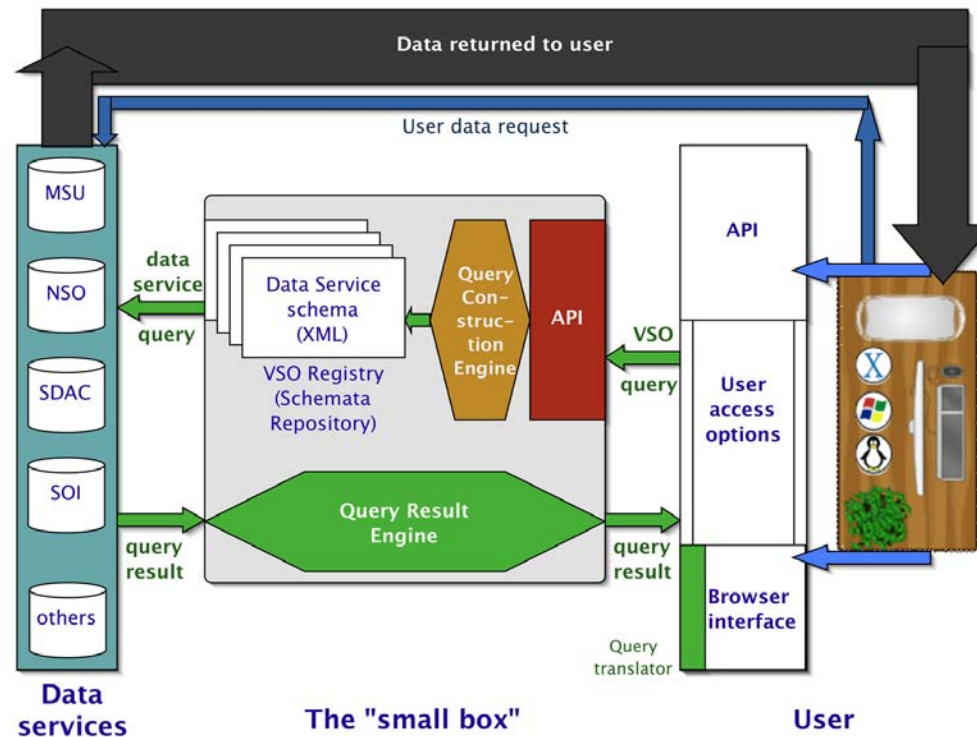 Data returned to user
User data request
MSU
NSO
SDAC
SOI
others
data
service
query
Data Service
schema
(XML)
VSO Registry
(Schemata
Repository)
Query
Con-
struc-
tion
Engine
API
VSO
query
API
User
access
options
X
Query Result
Engine
query
result
query
result
Browser
interface
Query
translator
Data
services
The "small box"
User